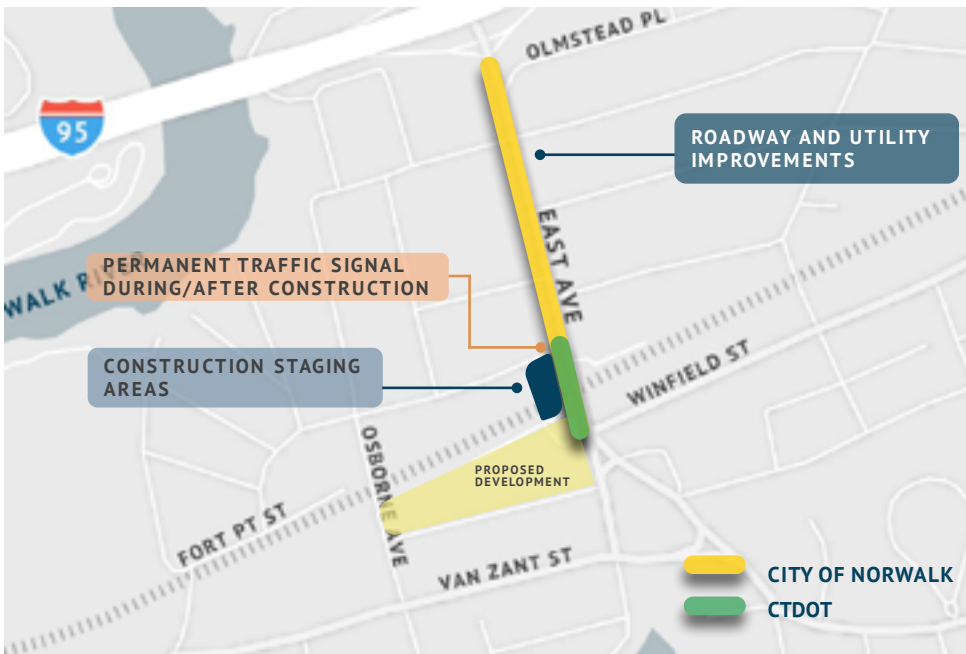 OLMSTEAD PL
95
ROADWAY AND UTILITY
IMPROVEMENTS
EAST AVE
WALK RIVER
PERMANENT TRAFFIC SIGNAL
DURING/AFTER CONSTRUCTION
CONSTRUCTION STAGING
AREAS
WINFIELD ST
OSBORNE AVE
PROPOSED
DEVELOPMENT
FORT PT ST
VAN ZANT ST
CITY OF NORWALK
CTDOT